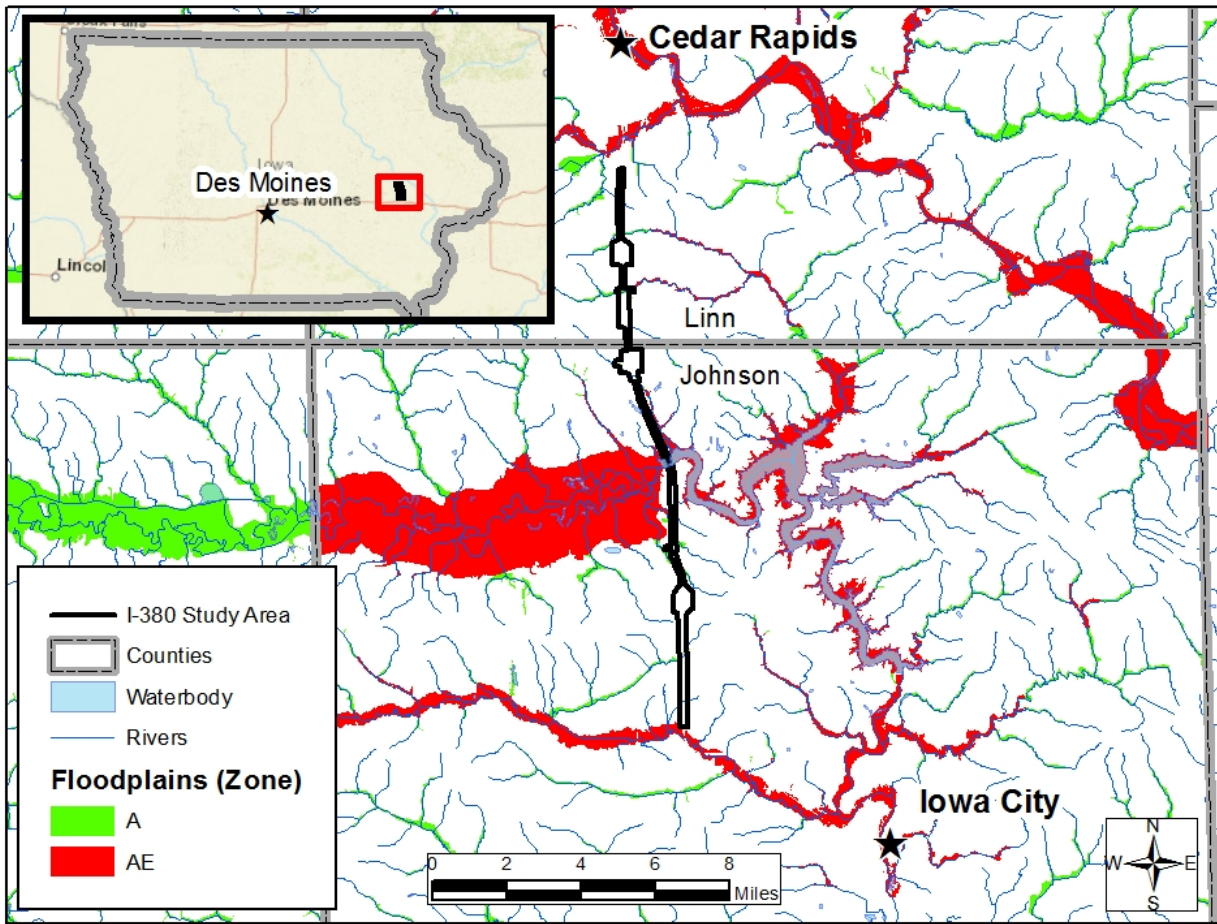 Cedar Rapids
Iowa
Des Moines
Des Moines
Lincol
Linn
Johnson
I-380 Study Area
Counties
Waterbody
Rivers
Floodplains (Zone)
A
AE
Iowa City
0 2 4 6 8
Miles
N
W E
S